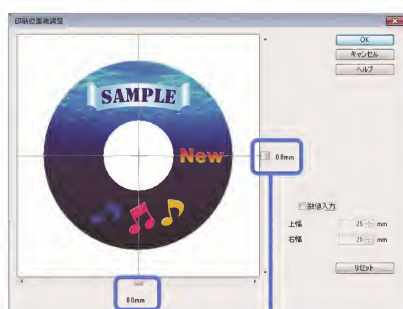 印刷位置微調整
OK
キャンセル
ヘルプ
SAMPLE
New
0.0mm
数値入力
上幅 25 mm
右幅 25 mm
リセット
0.0mm